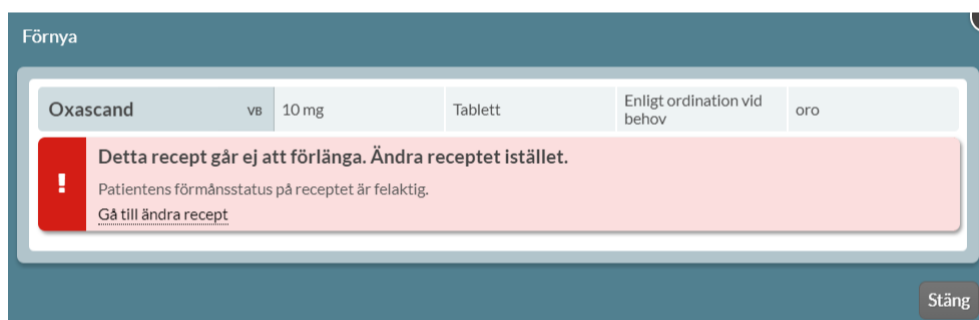 Förnya
Oxascand VB 10 mg Tablett Enligt ordination vid behov oro
Detta recept går ej att förlänga. Ändra receptet istället.
!
Patientens förmånsstatus på receptet är felaktig.
Gå till ändra recept
Stäng